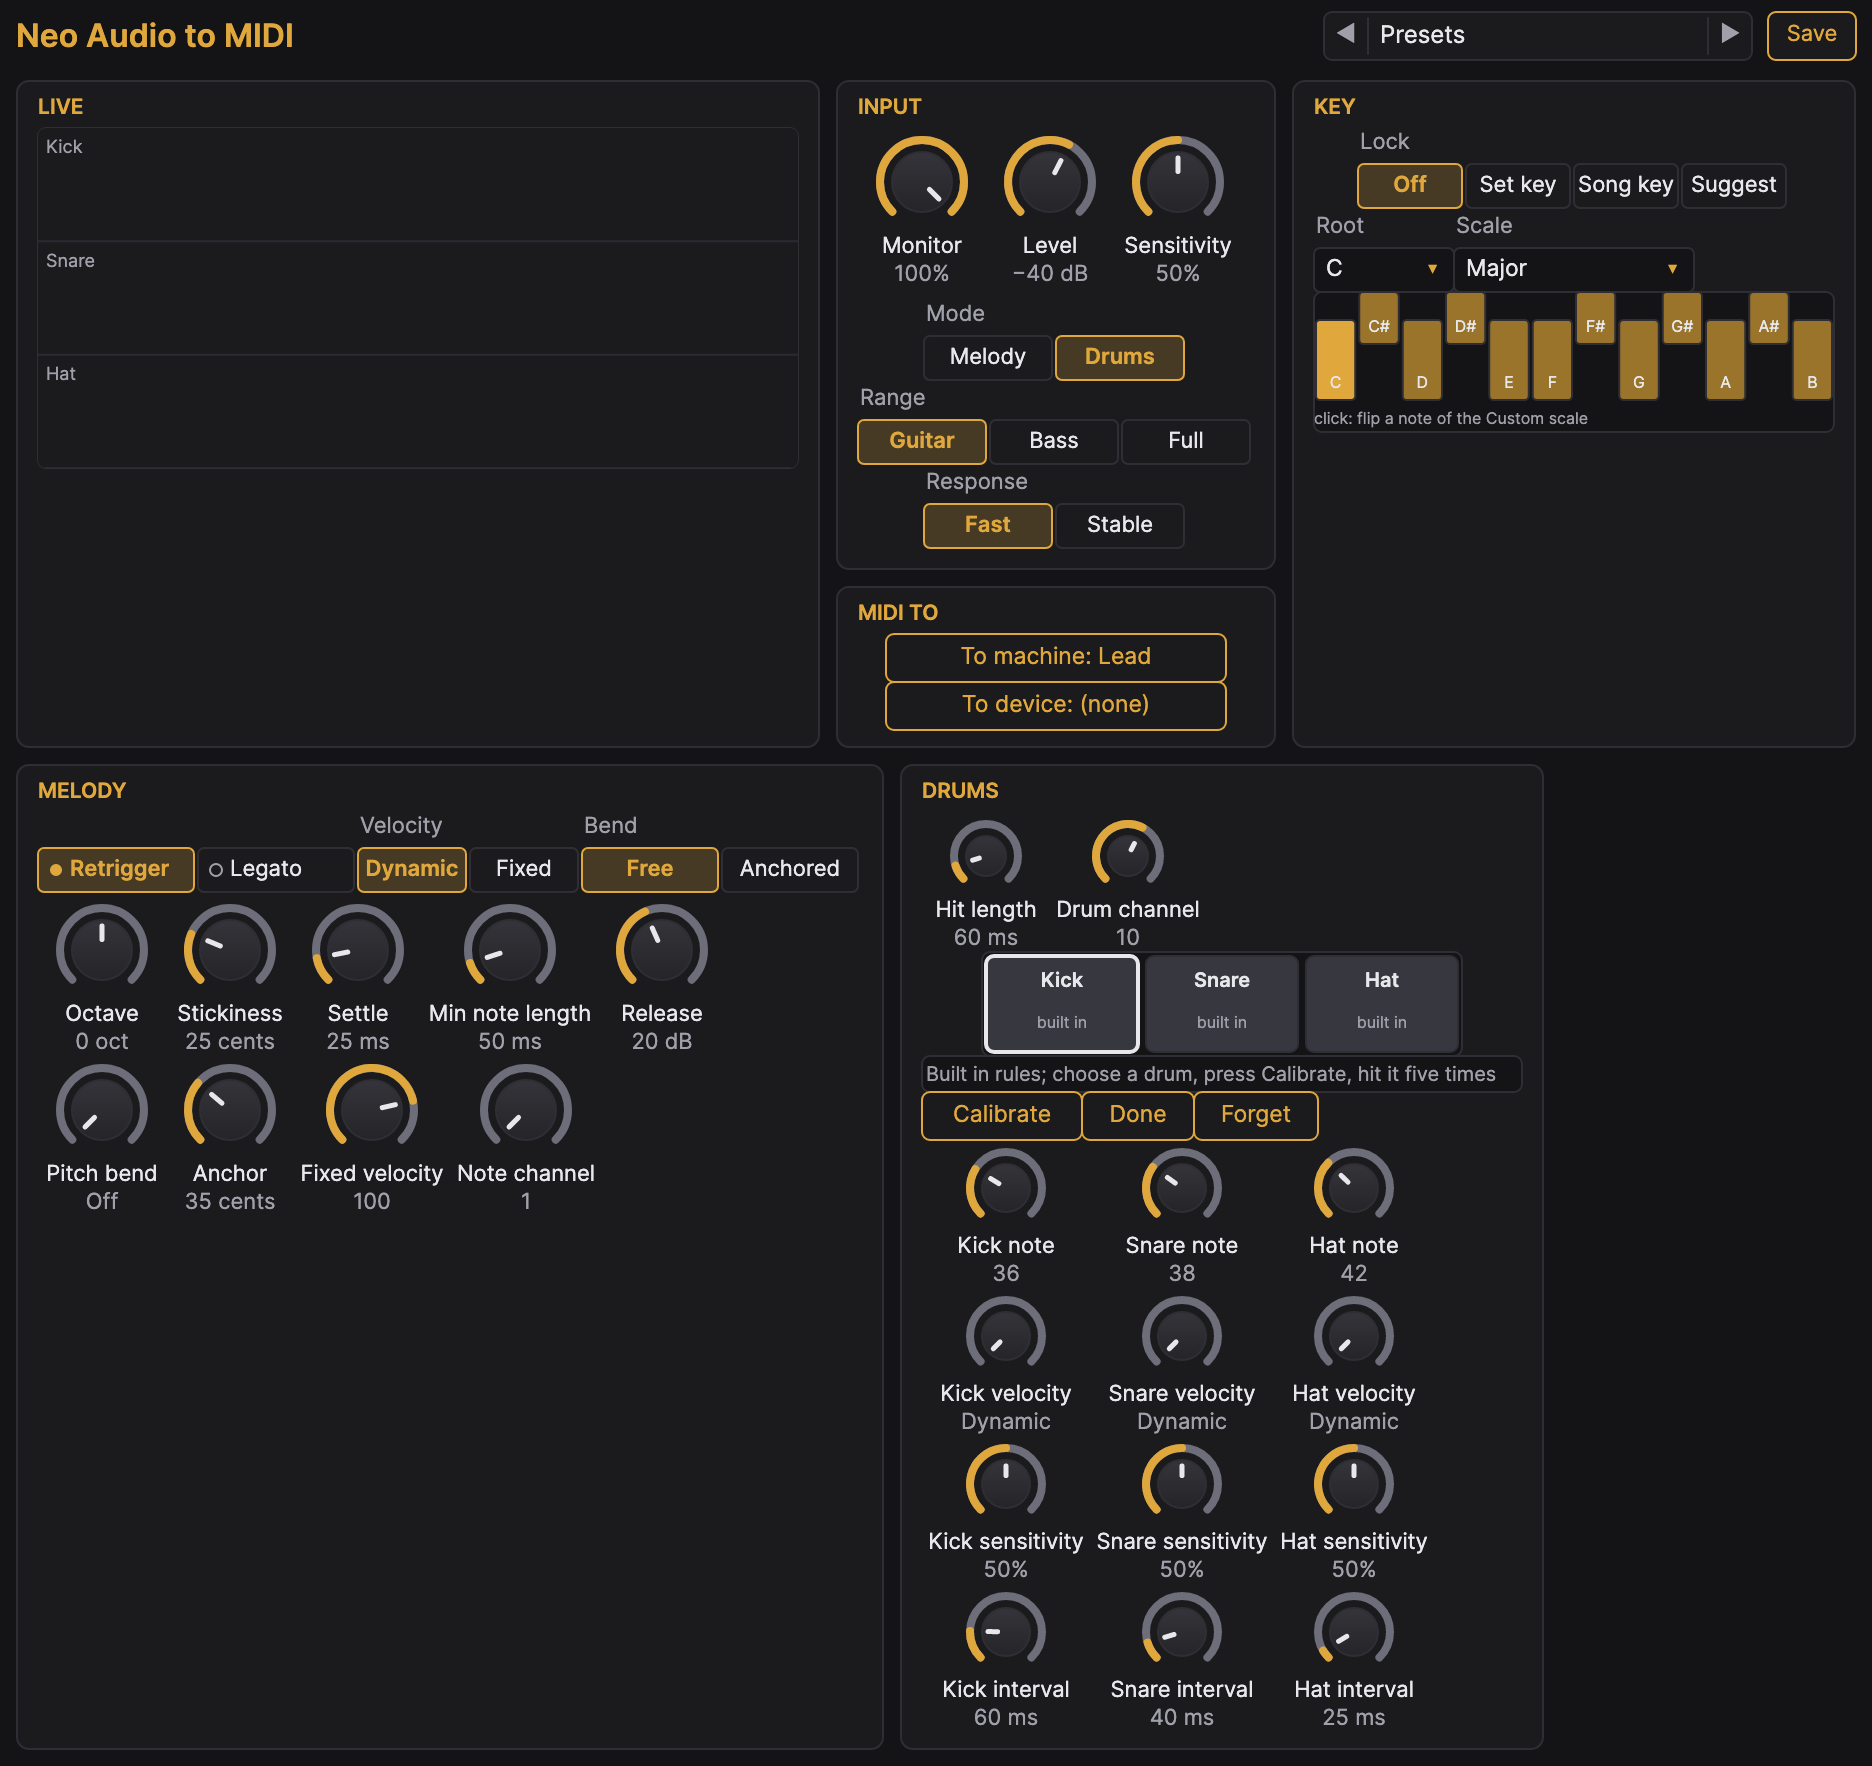 Neo Audio to MIDI
Presets
Save
LIVE
Kick
Snare
Hat
INPUT
Monitor Level Sensitivity
100% −40 dB 50%
Mode
Melody Drums
Range
Guitar Bass Full
Response
Fast Stable
MIDI TO
To machine: Lead
To device: (none)
KEY
Lock
Off Set key Song key Suggest
Root Scale
C Major
C# D# F# G# A#
C D E F G A B
click: flip a note of the Custom scale
MELODY
Velocity Bend
Retrigger Legato Dynamic Fixed Free Anchored
Octave Stickiness Settle Min note length Release
0 oct 25 cents 25 ms 50 ms 20 dB
Pitch bend Anchor Fixed velocity Note channel
Off 35 cents 100 1
DRUMS
Hit length Drum channel
60 ms 10
Kick Snare Hat
built in built in built in
Built in rules; choose a drum, press Calibrate, hit it five times
Calibrate Done Forget
Kick note Snare note Hat note
36 38 42
Kick velocity Snare velocity Hat velocity
Dynamic Dynamic Dynamic
Kick sensitivity Snare sensitivity Hat sensitivity
50% 50% 50%
Kick interval Snare interval Hat interval
60 ms 40 ms 25 ms